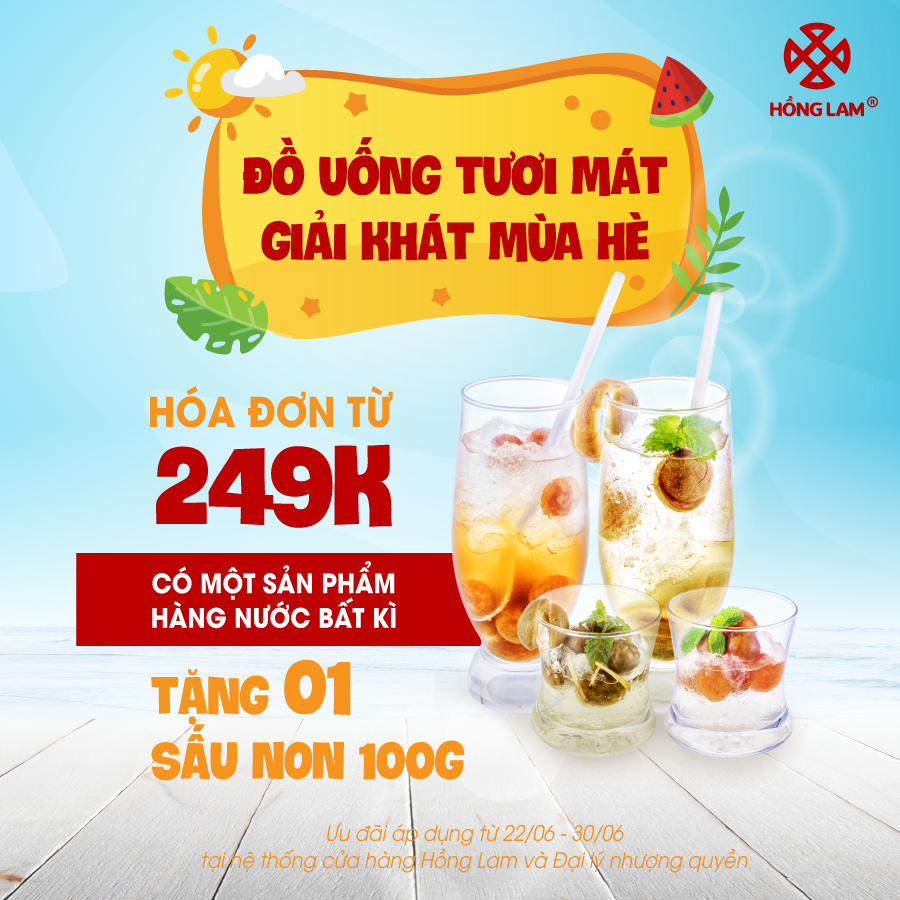 HỒNG LAM®
ĐỒ UỐNG TƯƠI MÁT
GIẢI KHÁT MÙA HÈ
HÓA ĐƠN TỪ
249K
CÓ MỘT SẢN PHẨM
HÀNG NƯỚC BẤT KÌ
TẶNG 01
SẤU NON 100G
Ưu đãi áp dụng từ 22/06 - 30/06
tại hệ thống cửa hàng Hồng Lam và Đại lý nhượng quyền